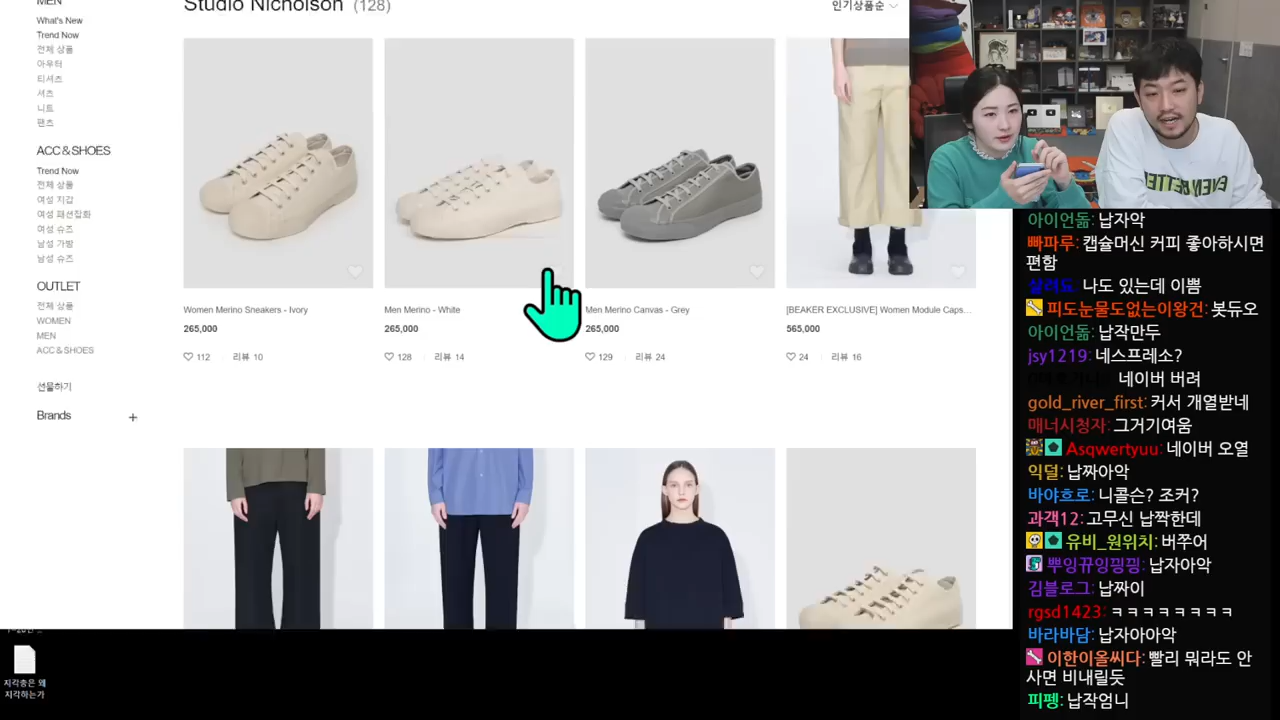 MEN
What's New
Trend Now
전체 상품
아우터
티셔츠
셔츠
니트
팬츠
ACC&SHOES
Trend Now
전체 상품
여성 지갑
여성 패션잡화
여성 슈즈
남성 가방
남성 슈즈
OUTLET
전체 상품
WOMEN
MEN
ACC&SHOES
선물하기
Brands +
Studio Nicholson (128)
인기상품순
Women Merino Sneakers - Ivory
265,000
112 리뷰 10
Men Merino - White
265,000
128 리뷰 14
Men Merino Canvas - Grey
265,000
129 리뷰 24
[BEAKER EXCLUSIVE] Women Module Caps...
565,000
24 리뷰 16
지각충은 왜
지각하는가
EVEN BETTER
아이언돎: 납자악
빠파루: 캡슐머신 커피 좋아하시면
편함
살려됴: 나도 있는데 이쁨
피도눈물도없는이왕건: 봇듀오
아이언돎: 납작만두
jsy1219: 네스프레소?
네이버 버려
gold_river_first: 커서 개열받네
매너시청자: 그거기여움
Asqwertyuu: 네이버 오열
익덜: 납짜아악
바야흐로: 니콜슨? 조커?
과객12: 고무신 납짝한데
유비_원위치: 버쭈어
뿌잉뀨잉낑낑: 납자아악
김블로그: 납짜이
rgsd1423: ㅋㅋㅋㅋㅋㅋㅋㅋ
바라바담: 납자아아악
이한이올씨다: 빨리 뭐라도 안
사면 비내릴듯
피펭: 납작엄니